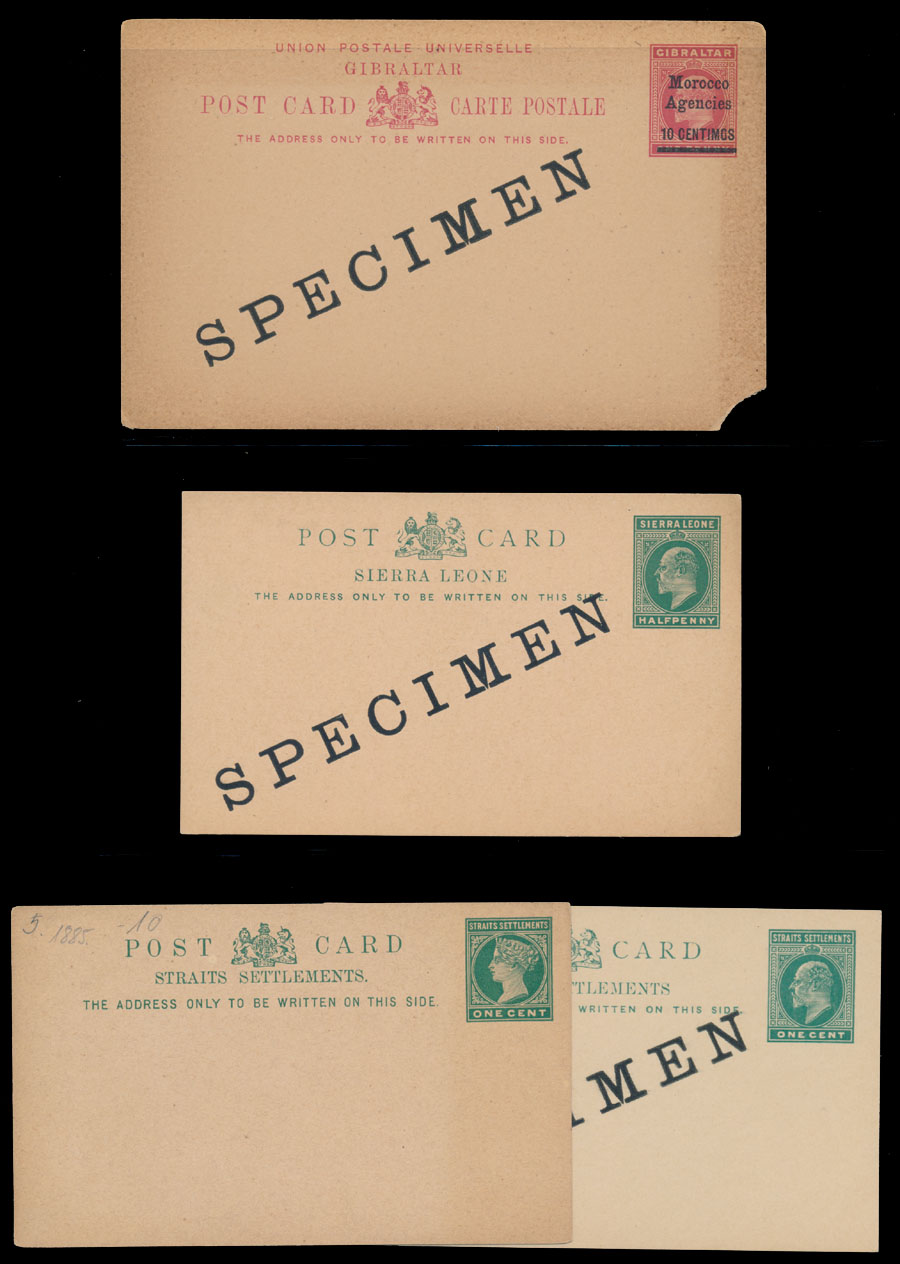 UNION POSTALE UNIVERSELLE
GIBRALTAR
POST CARD CARTE POSTALE
THE ADDRESS ONLY TO BE WRITTEN ON THIS SIDE.
GIBRALTAR
Morocco
Agencies
10 CENTIMOS
SPECIMEN
POST CARD
SIERRA LEONE
THE ADDRESS ONLY TO BE WRITTEN ON THIS SIDE.
SIERRA LEONE
HALFPENNY
SPECIMEN
5. 1885. -10
POST CARD
STRAITS SETTLEMENTS.
THE ADDRESS ONLY TO BE WRITTEN ON THIS SIDE.
STRAITS SETTLEMENTS
ONE CENT
CARD
TLEMENTS
WRITTEN ON THIS SIDE.
STRAITS SETTLEMENTS
ONE CENT
IMEN